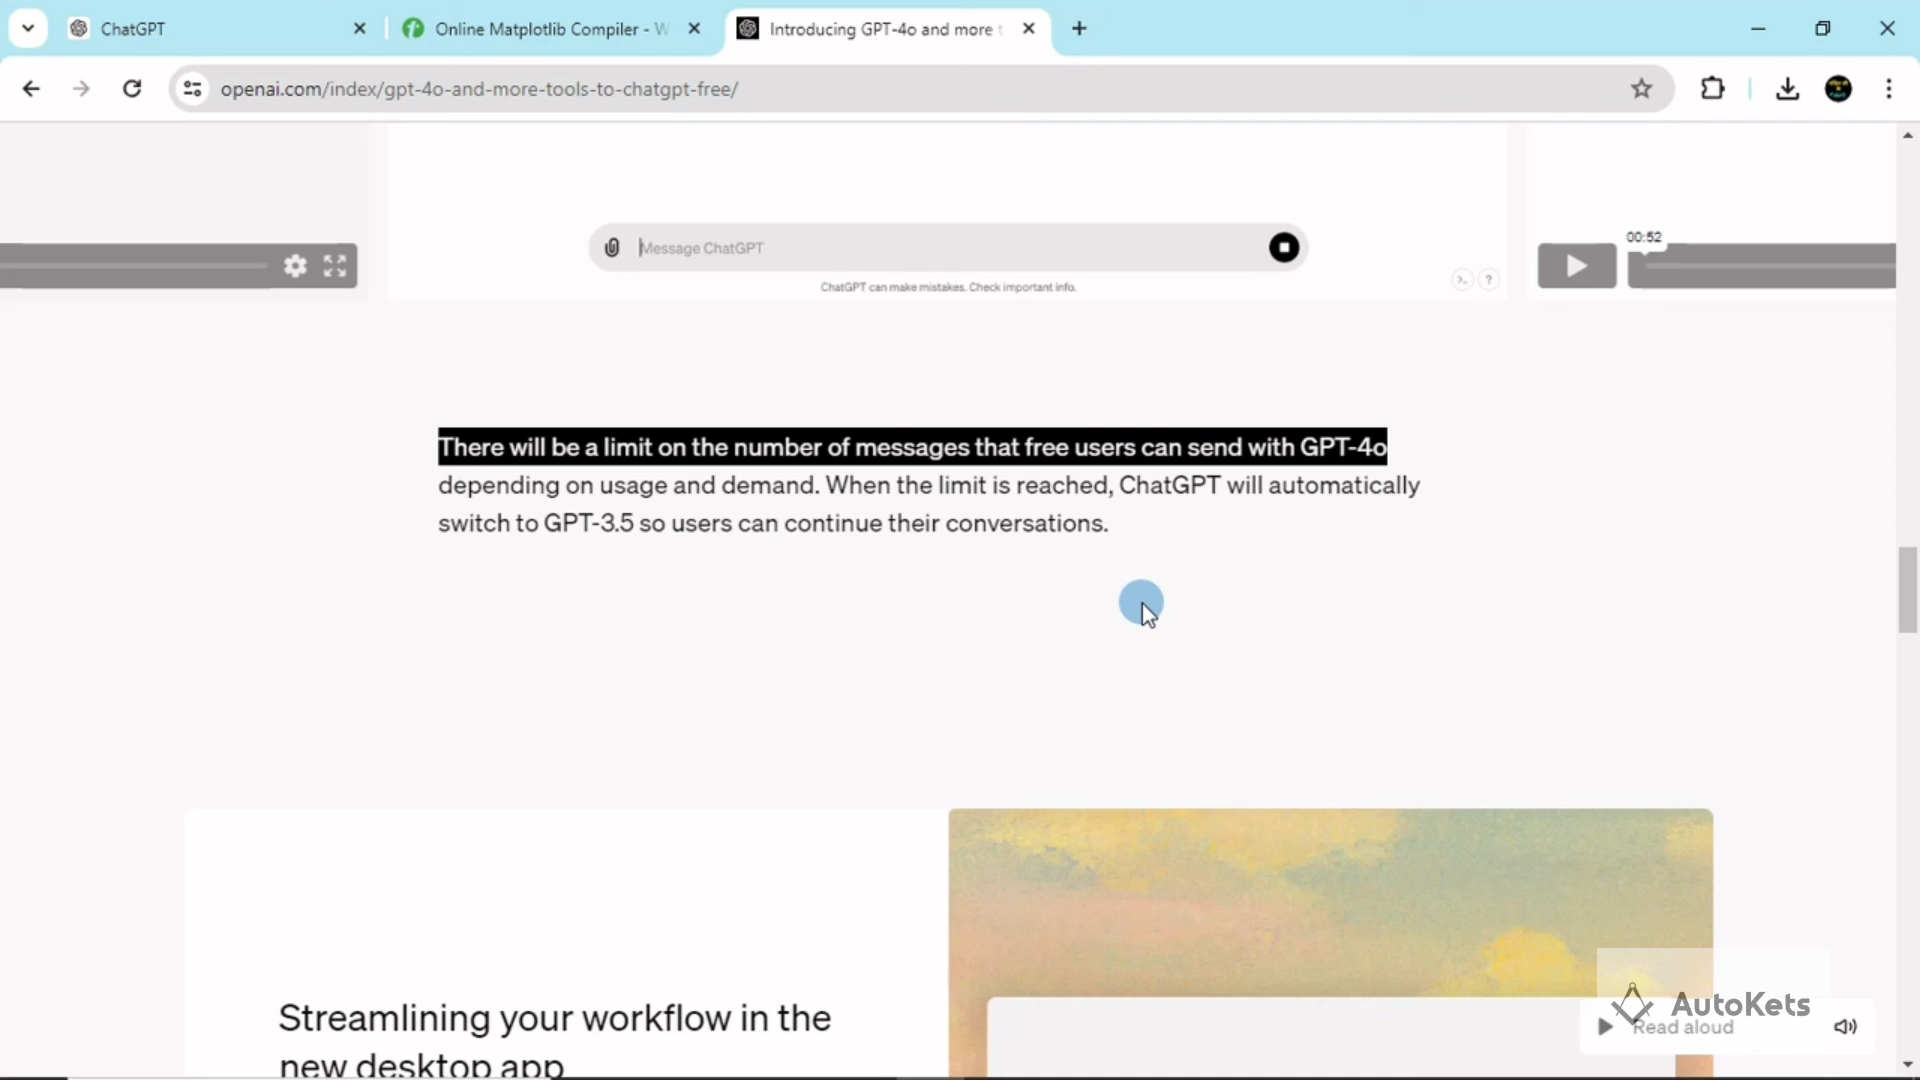 ChatGPT
Online Matplotlib Compiler - W
Introducing GPT-4o and more t
openai.com/index/gpt-4o-and-more-tools-to-chatgpt-free/
Message ChatGPT
00:52
ChatGPT can make mistakes. Check important info.
?
There will be a limit on the number of messages that free users can send with GPT-4o
depending on usage and demand. When the limit is reached, ChatGPT will automatically
switch to GPT-3.5 so users can continue their conversations.
Streamlining your workflow in the
new desktop app
AutoKets
Read aloud